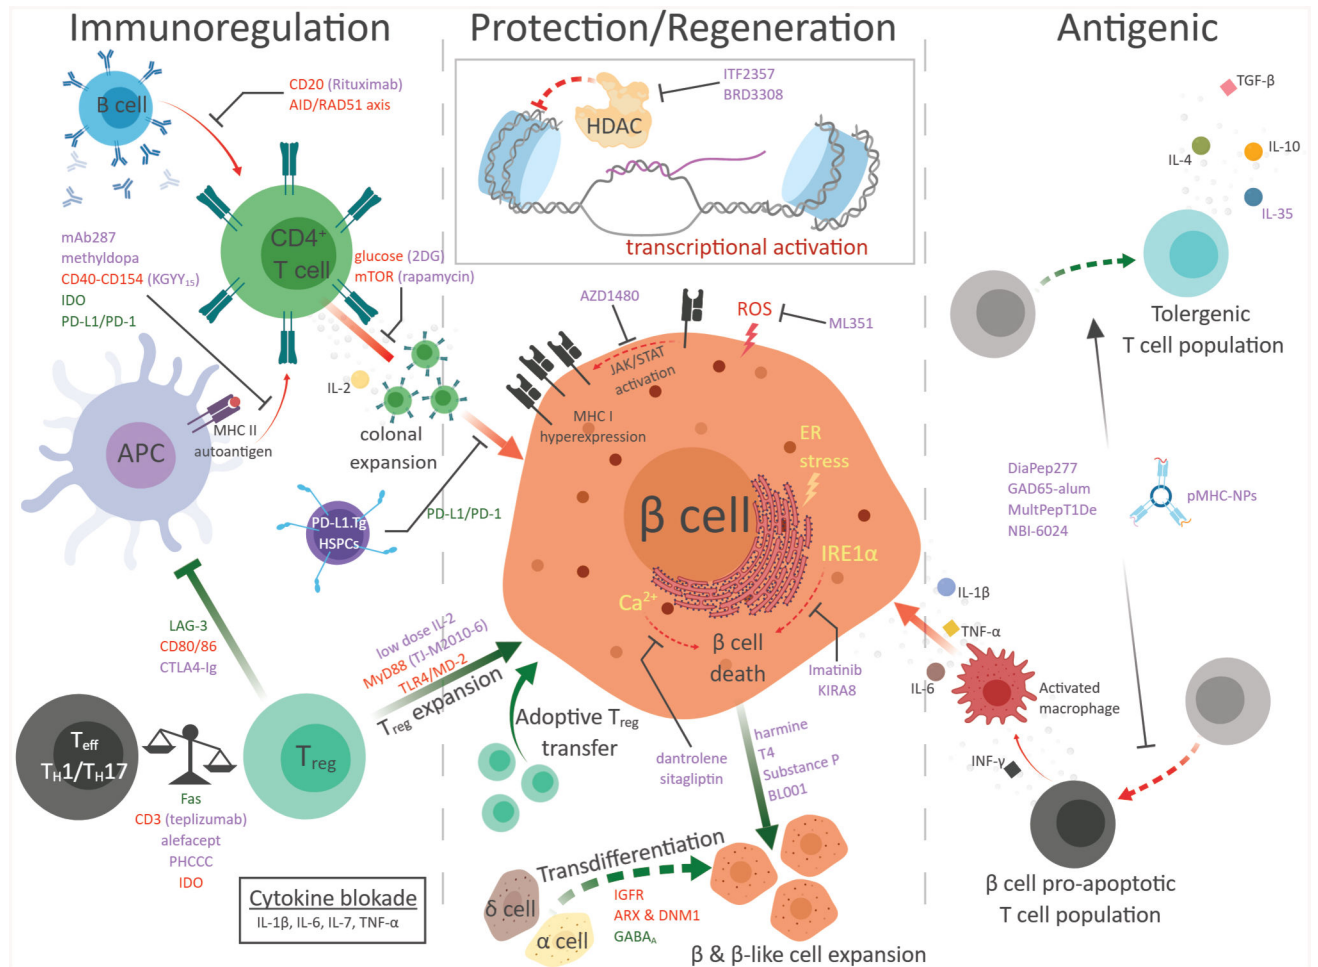 Immunoregulation
Protection/Regeneration
Antigenic
B cell
CD20 (Rituximab)
AID/RAD51 axis
CD4+
T cell
mAb287
methyldopa
CD40-CD154 (KGYY15)
IDO
PD-L1/PD-1
glucose (2DG)
mTOR (rapamycin)
IL-2
colonal
expansion
APC
MHC II
autoantigen
PD-L1.Tg
HSPCs
PD-L1/PD-1
LAG-3
CD80/86
CTLA4-Ig
Teff
TH1/TH17
Treg
Fas
CD3 (teplizumab)
alefacept
PHCCC
IDO
Cytokine blokade
IL-1β, IL-6, IL-7, TNF-α
low dose IL-2
MyD88 (TJ-M2010-6)
TLR4/MD-2
Treg expansion
Adoptive Treg
transfer
HDAC
ITF2357
BRD3308
transcriptional activation
AZD1480
ROS
ML351
JAK/STAT
activation
MHC I
hyperexpression
ER
stress
β cell
IRE1α
Ca2+
β cell
death
Imatinib
KIRA8
dantrolene
sitagliptin
harmine
T4
Substance P
BL001
Transdifferentiation
δ cell
α cell
IGFR
ARX & DNM1
GABAA
β & β-like cell expansion
TGF-β
IL-4
IL-10
IL-35
Tolergenic
T cell population
DiaPep277
GAD65-alum
MultPepT1De
NBI-6024
pMHC-NPs
IL-1β
TNF-α
IL-6
Activated
macrophage
INF-γ
β cell pro-apoptotic
T cell population